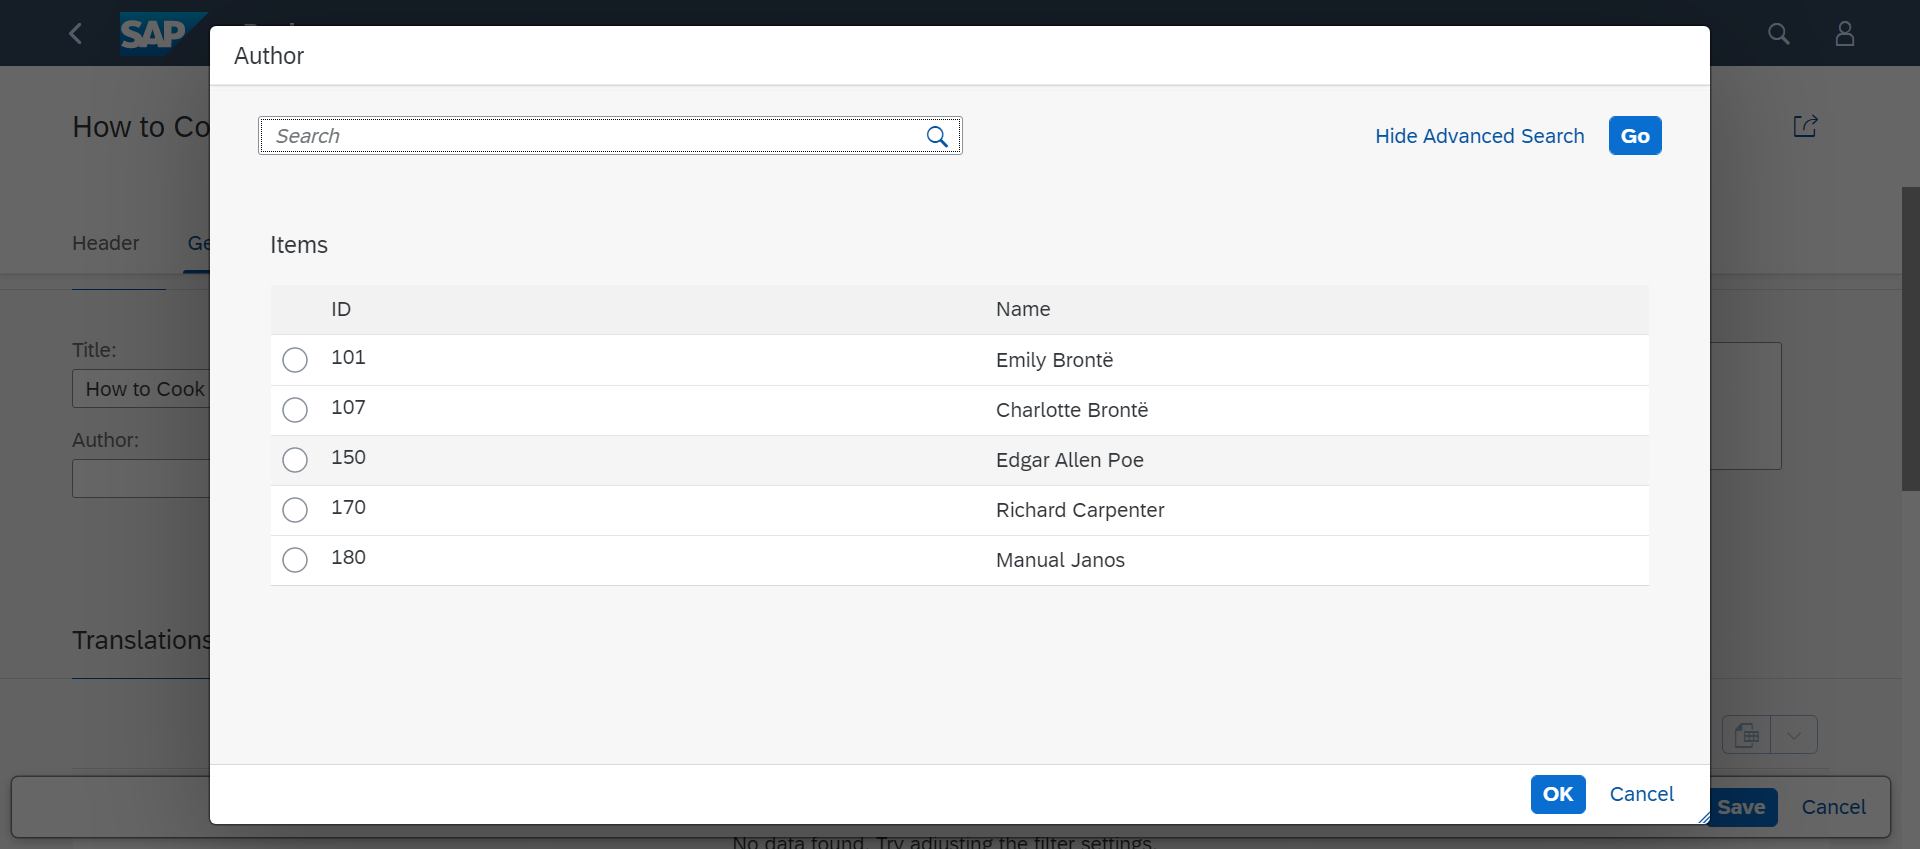 SAP
Author
How to Co
Search
Hide Advanced Search
Go
Header
Ge
Items
ID
Name
101
Emily Brontë
107
Charlotte Brontë
150
Edgar Allen Poe
170
Richard Carpenter
180
Manual Janos
Title:
How to Cook
Author:
Translations
OK
Cancel
Save
Cancel
No data found. Try adjusting the filter settings.